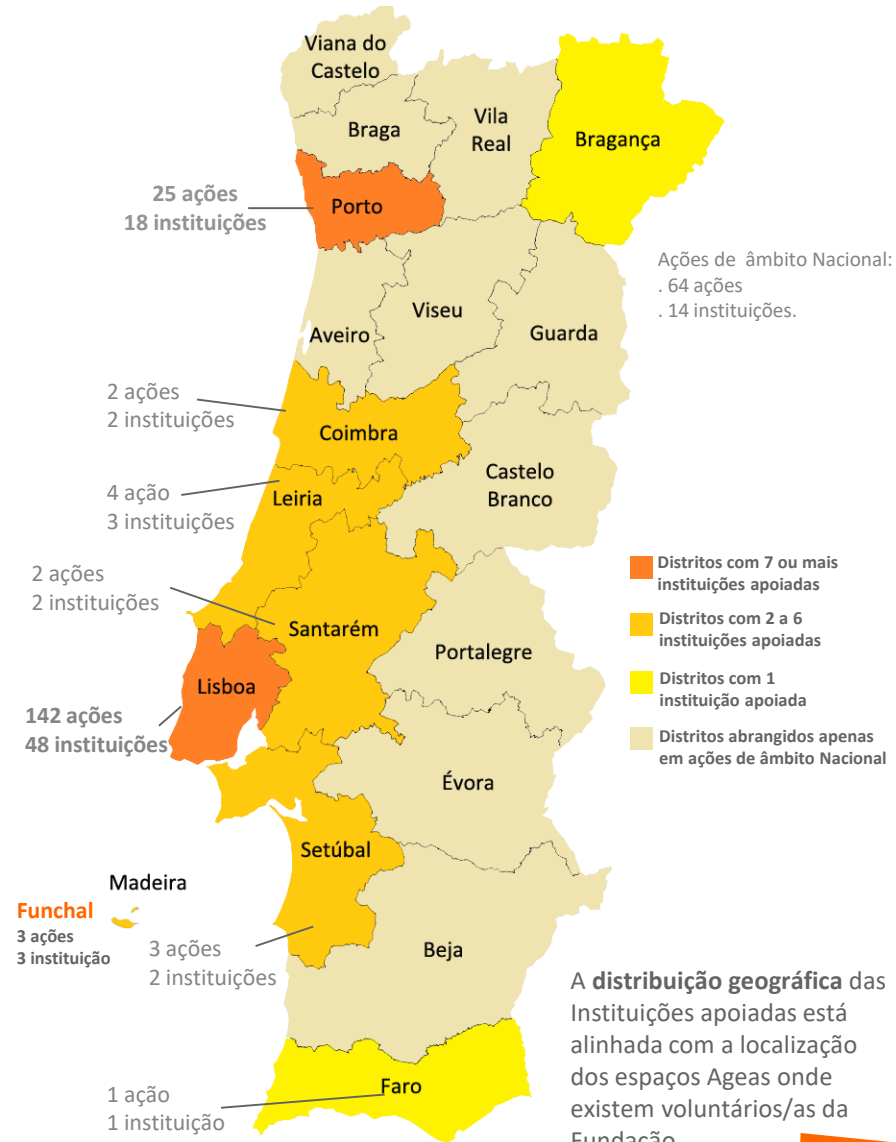 Viana do
Castelo
Braga
Vila
Real
Bragança
25 ações
18 instituições
Porto
Ações de âmbito Nacional:
. 64 ações
. 14 instituições.
Aveiro
Viseu
Guarda
2 ações
2 instituições
Coimbra
4 ação
3 instituições
Leiria
Castelo
Branco
2 ações
2 instituições
Santarém
Portalegre
Distritos com 7 ou mais
instituições apoiadas
Distritos com 2 a 6
instituições apoiadas
Distritos com 1
instituição apoiada
Distritos abrangidos apenas
em ações de âmbito Nacional
Lisboa
142 ações
48 instituições
Évora
Setúbal
Madeira
Funchal
3 ações
3 instituição
3 ações
2 instituições
Beja
A distribuição geográfica das
Instituições apoiadas está
alinhada com a localização
dos espaços Ageas onde
existem voluntários/as da
Fundação
Faro
1 ação
1 instituição